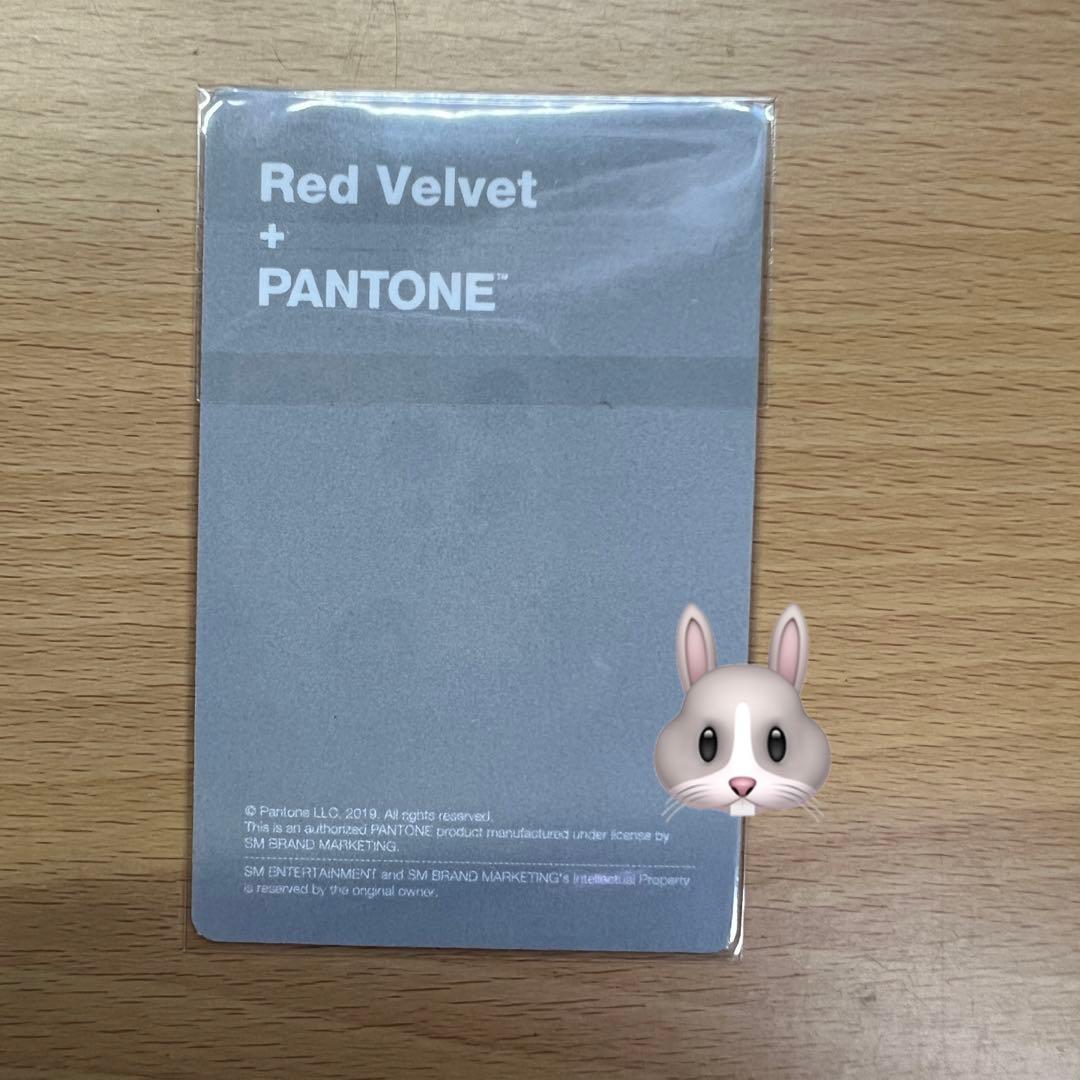 Red Velvet
+
PANTONE™
© Pantone LLC, 2019. All rights reserved.
This is an authorized PANTONE product manufactured under license by
SM BRAND MARKETING.
SM ENTERTAINMENT and SM BRAND MARKETING's Intellectual Property
is reserved by the original owner.